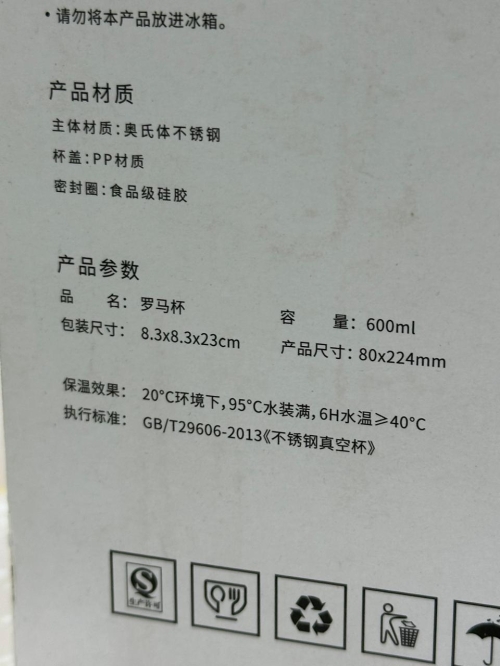 • 请勿将本产品放进冰箱。
产品材质
主体材质：奥氏体不锈钢
杯盖：PP材质
密封圈：食品级硅胶
产品参数
品 名： 罗马杯
容 量：600ml
包装尺寸： 8.3x8.3x23cm
产品尺寸：80x224mm
保温效果： 20°C环境下，95°C水装满，6H水温≥40°C
执行标准： GB/T29606-2013《不锈钢真空杯》
生产许可